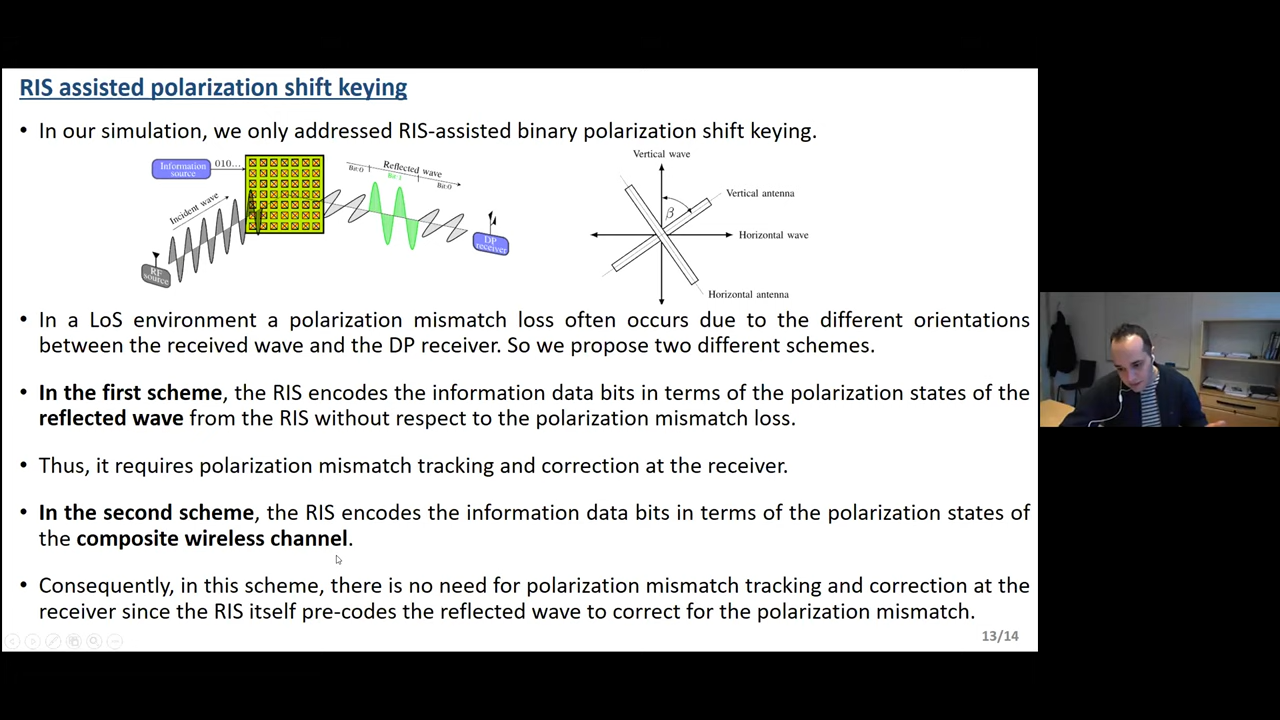 RIS assisted polarization shift keying
• In our simulation, we only addressed RIS-assisted binary polarization shift keying.
Information source
010...
Incident wave
RF source
Bit:0
Bit:1
Reflected wave
Bit:0
DP receiver
Vertical wave
Vertical antenna
β
Horizontal wave
Horizontal antenna
• In a LoS environment a polarization mismatch loss often occurs due to the different orientations
between the received wave and the DP receiver. So we propose two different schemes.
• In the first scheme, the RIS encodes the information data bits in terms of the polarization states of the
reflected wave from the RIS without respect to the polarization mismatch loss.
• Thus, it requires polarization mismatch tracking and correction at the receiver.
• In the second scheme, the RIS encodes the information data bits in terms of the polarization states of
the composite wireless channel.
• Consequently, in this scheme, there is no need for polarization mismatch tracking and correction at the
receiver since the RIS itself pre-codes the reflected wave to correct for the polarization mismatch.
13/14